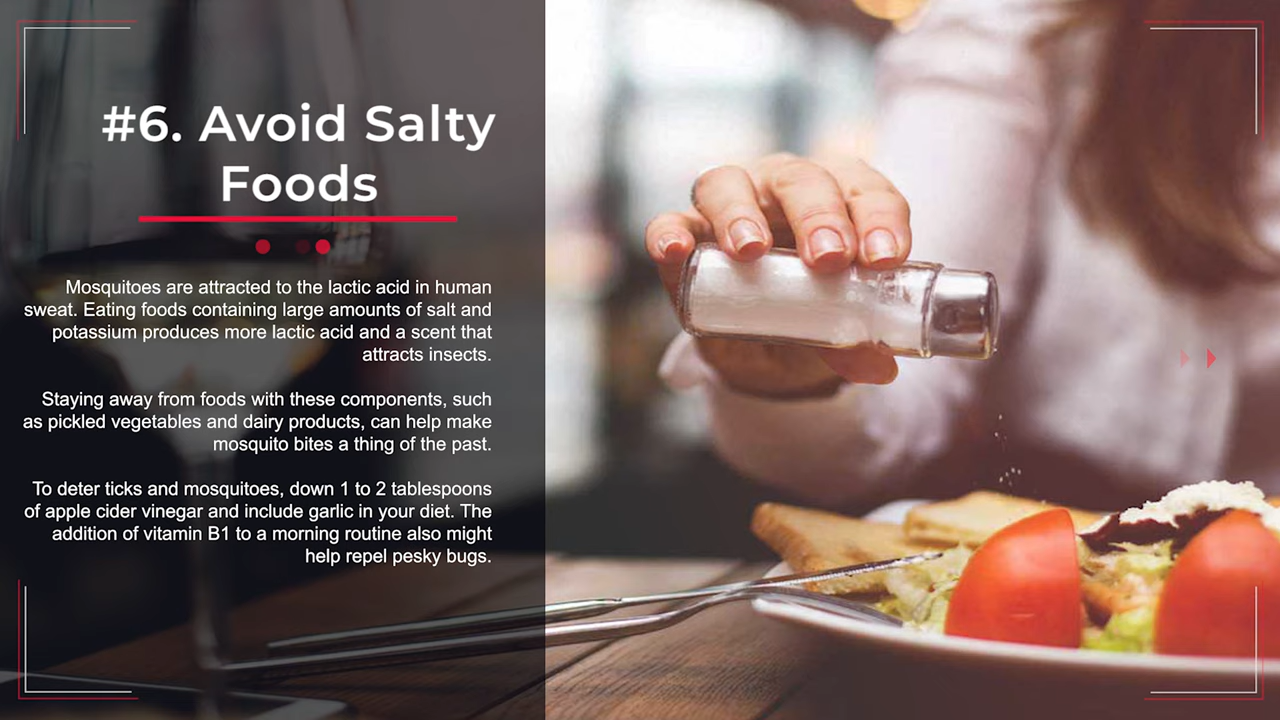 #6. Avoid Salty
Foods
Mosquitoes are attracted to the lactic acid in human
sweat. Eating foods containing large amounts of salt and
potassium produces more lactic acid and a scent that
attracts insects.
Staying away from foods with these components, such
as pickled vegetables and dairy products, can help make
mosquito bites a thing of the past.
To deter ticks and mosquitoes, down 1 to 2 tablespoons
of apple cider vinegar and include garlic in your diet. The
addition of vitamin B1 to a morning routine also might
help repel pesky bugs.